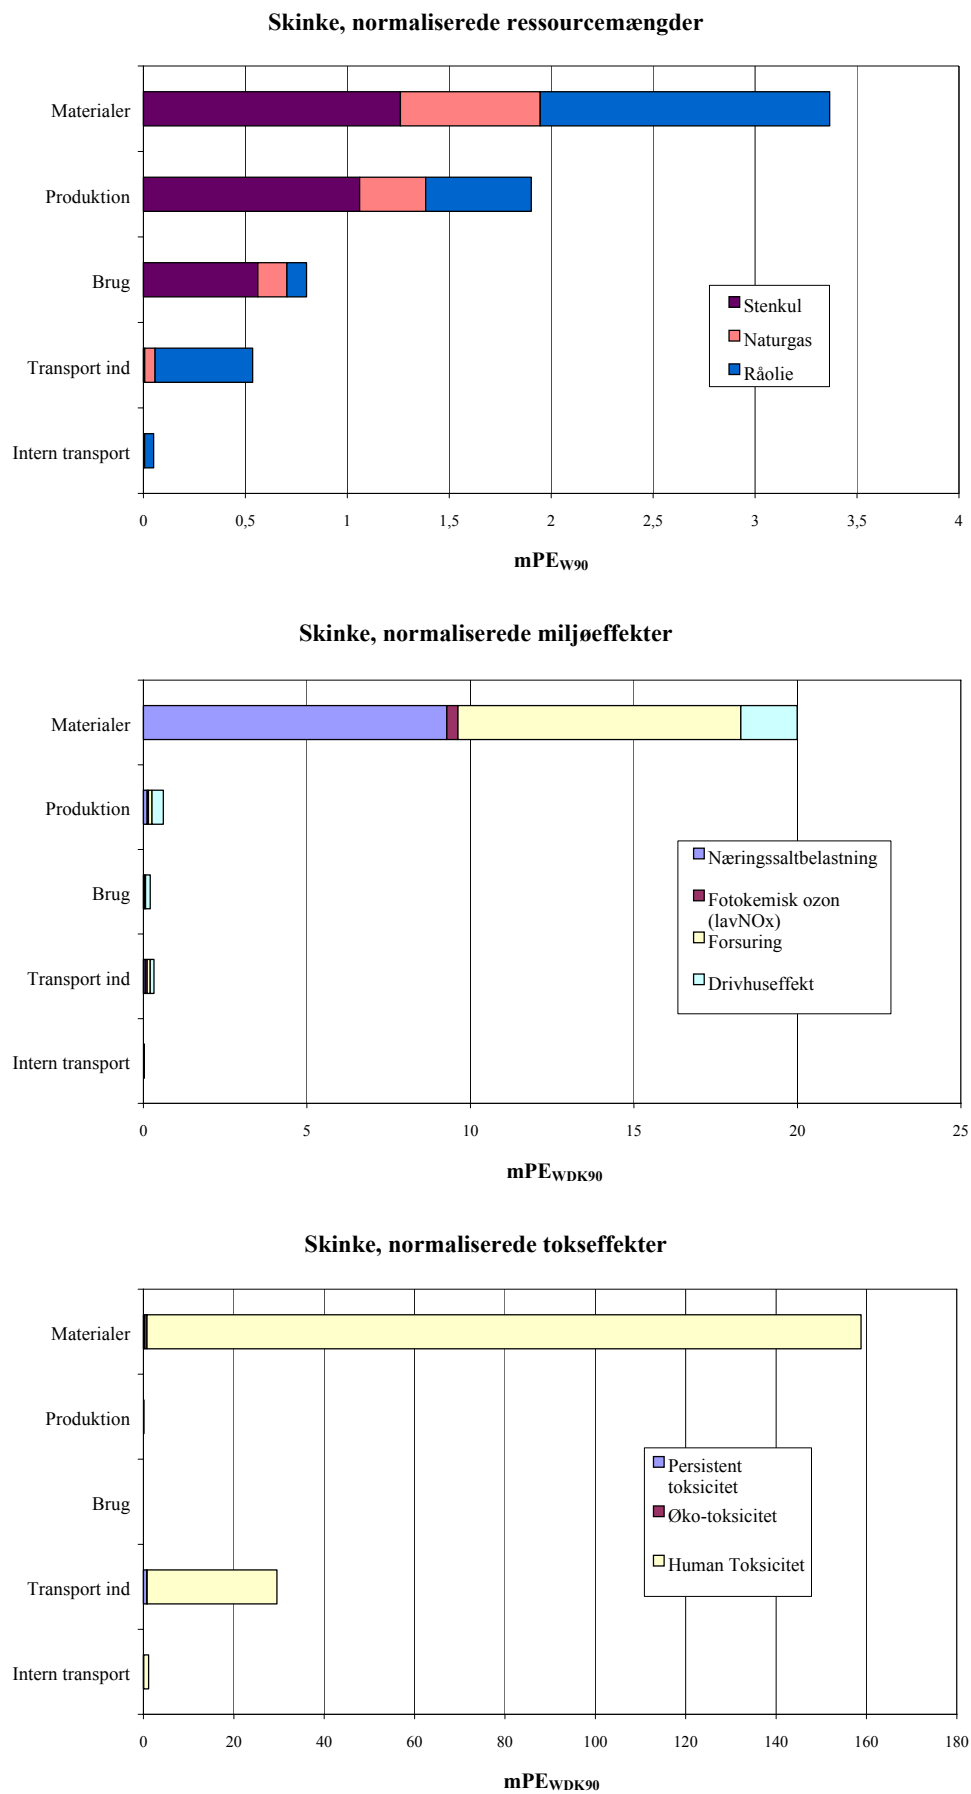 Skinke, normaliserede ressourcemængder
Materialer
Produktion
Brug
Transport ind
Intern transport
Stenkul
Naturgas
Råolie
0 0,5 1 1,5 2 2,5 3 3,5 4
mPEW90
Skinke, normaliserede miljøeffekter
Materialer
Produktion
Brug
Transport ind
Intern transport
Næringssaltbelastning
Fotokemisk ozon
(lavNOx)
Forsuring
Drivhuseffekt
0 5 10 15 20 25
mPEWDK90
Skinke, normaliserede tokseffekter
Materialer
Produktion
Brug
Transport ind
Intern transport
Persistent
toksicitet
Øko-toksicitet
Human Toksicitet
0 20 40 60 80 100 120 140 160 180
mPEWDK90